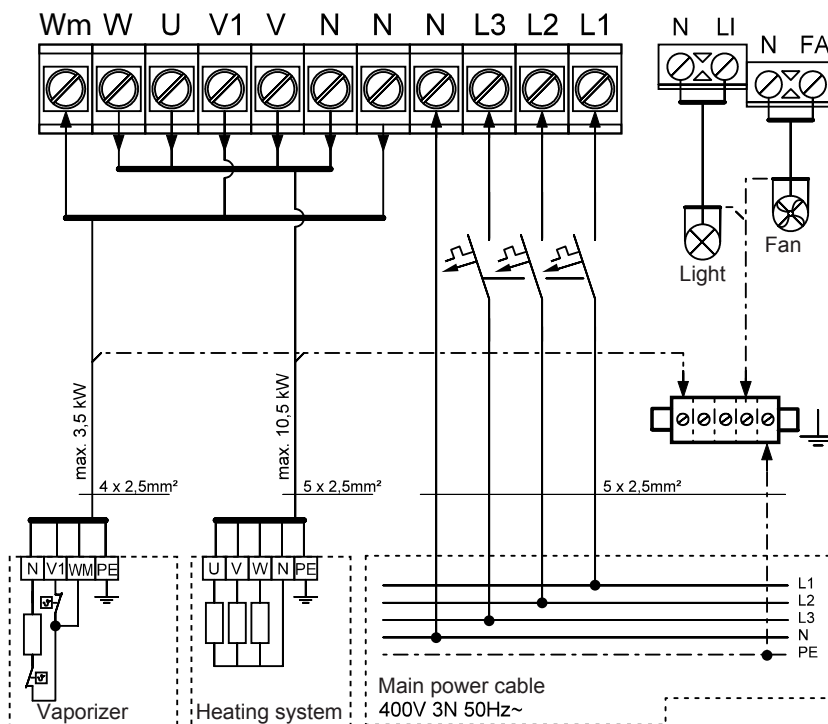 Wm W U V1 V N N N L3 L2 L1
N LI
N FA
Light
Fan
max. 3,5 kW
max. 10,5 kW
4 x 2,5mm²
5 x 2,5mm²
5 x 2,5mm²
N V1 WM PE
U V W N PE
L1
L2
L3
N
PE
Vaporizer
Heating system
Main power cable
400V 3N 50Hz~